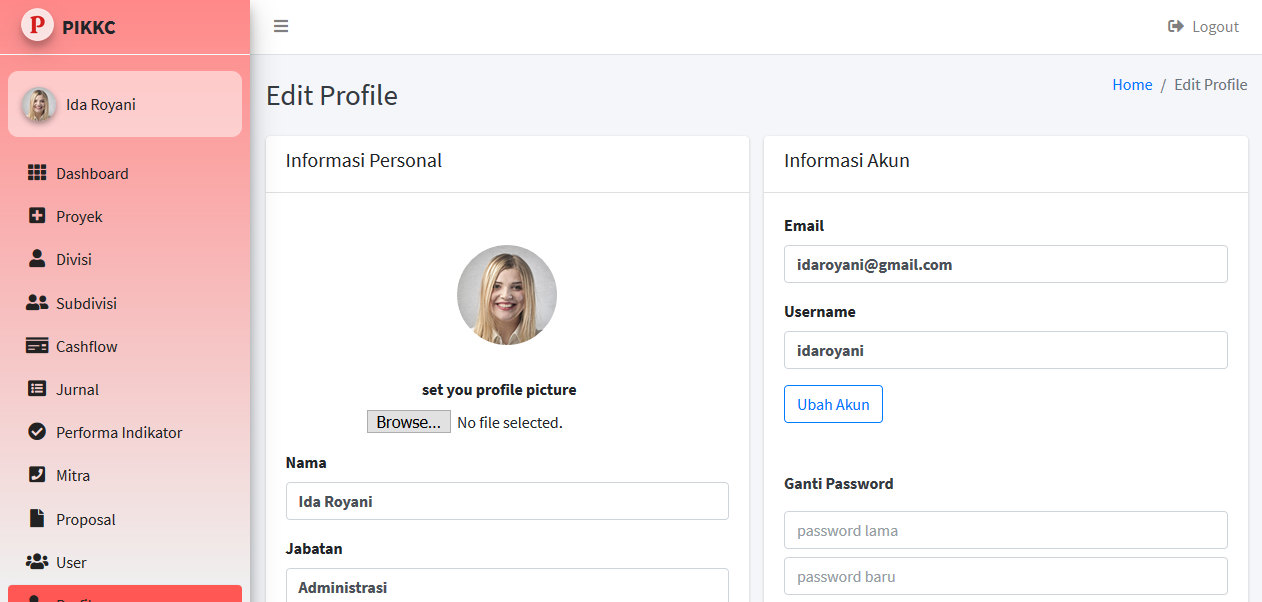 P PIKKC
Logout
Ida Royani
Dashboard
Proyek
Divisi
Subdivisi
Cashflow
Jurnal
Performa Indikator
Mitra
Proposal
User
Edit Profile
Home / Edit Profile
Informasi Personal
set you profile picture
Browse... No file selected.
Nama
Ida Royani
Jabatan
Administrasi
Informasi Akun
Email
idaroyani@gmail.com
Username
idaroyani
Ubah Akun
Ganti Password
password lama
password baru